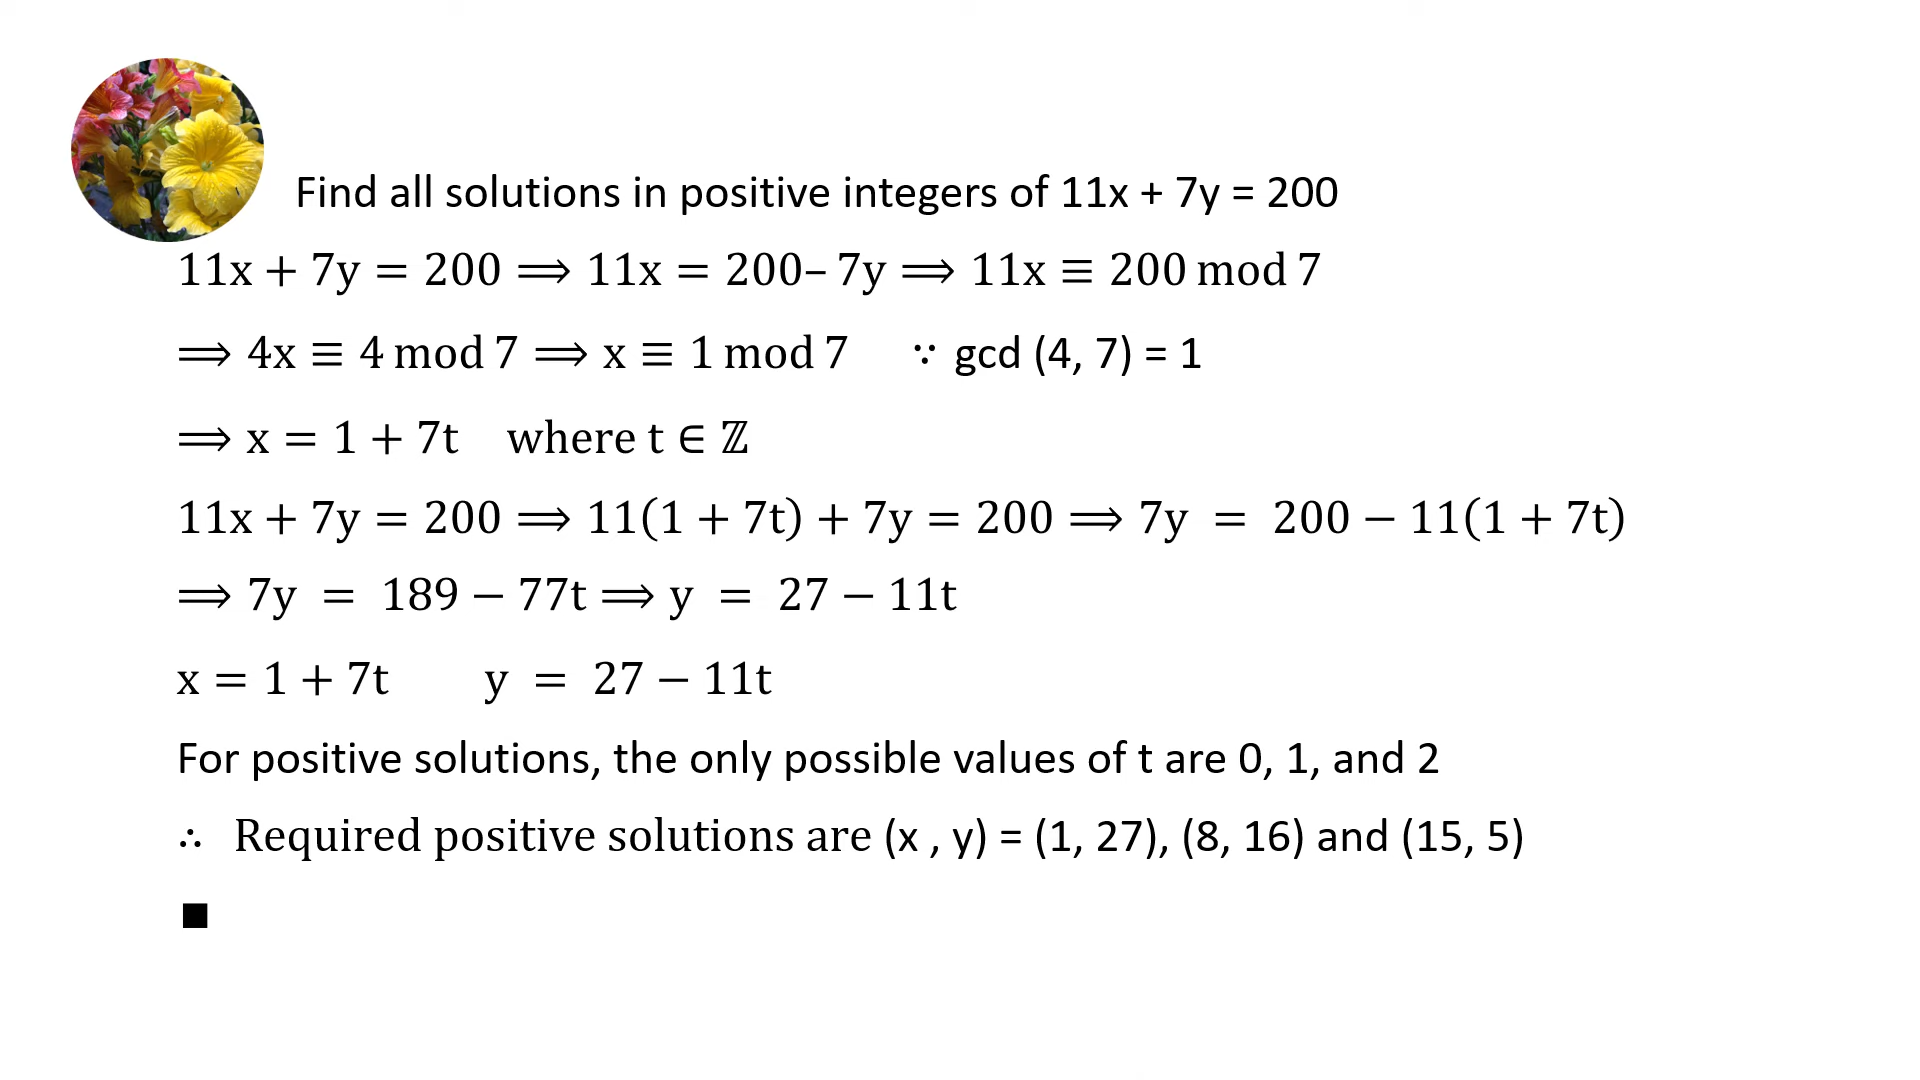 Find all solutions in positive integers of 11x + 7y = 200
11x + 7y = 200 ⟹ 11x = 200– 7y ⟹ 11x ≡ 200 mod 7
⟹ 4x ≡ 4 mod 7 ⟹ x ≡ 1 mod 7 ∵ gcd (4, 7) = 1
⟹ x = 1 + 7t where t ∈ ℤ
11x + 7y = 200 ⟹ 11(1 + 7t) + 7y = 200 ⟹ 7y = 200 − 11(1 + 7t)
⟹ 7y = 189 − 77t ⟹ y = 27 − 11t
x = 1 + 7t y = 27 − 11t
For positive solutions, the only possible values of t are 0, 1, and 2
∴ Required positive solutions are (x , y) = (1, 27), (8, 16) and (15, 5)
■